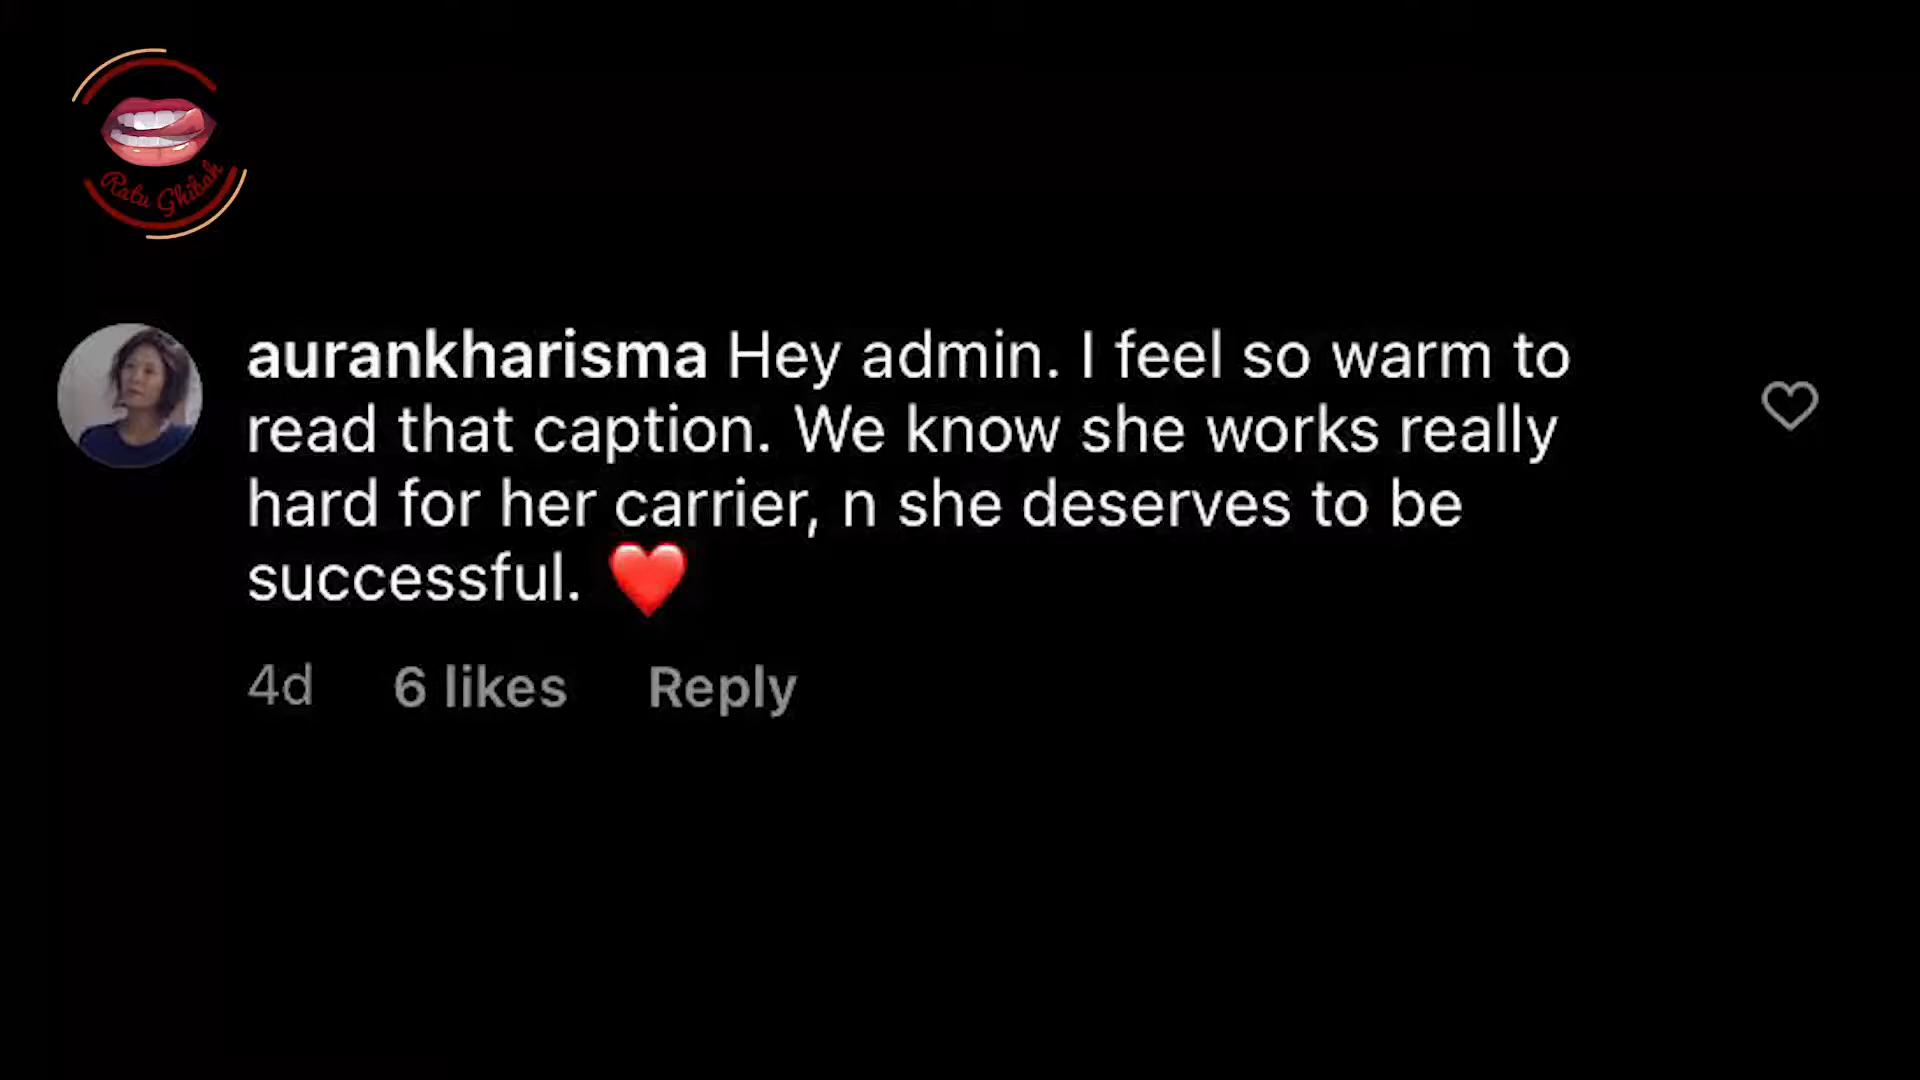 Ratu Ghibah
aurankharisma Hey admin. I feel so warm to
read that caption. We know she works really
hard for her carrier, n she deserves to be
successful. ❤️
4d 6 likes Reply